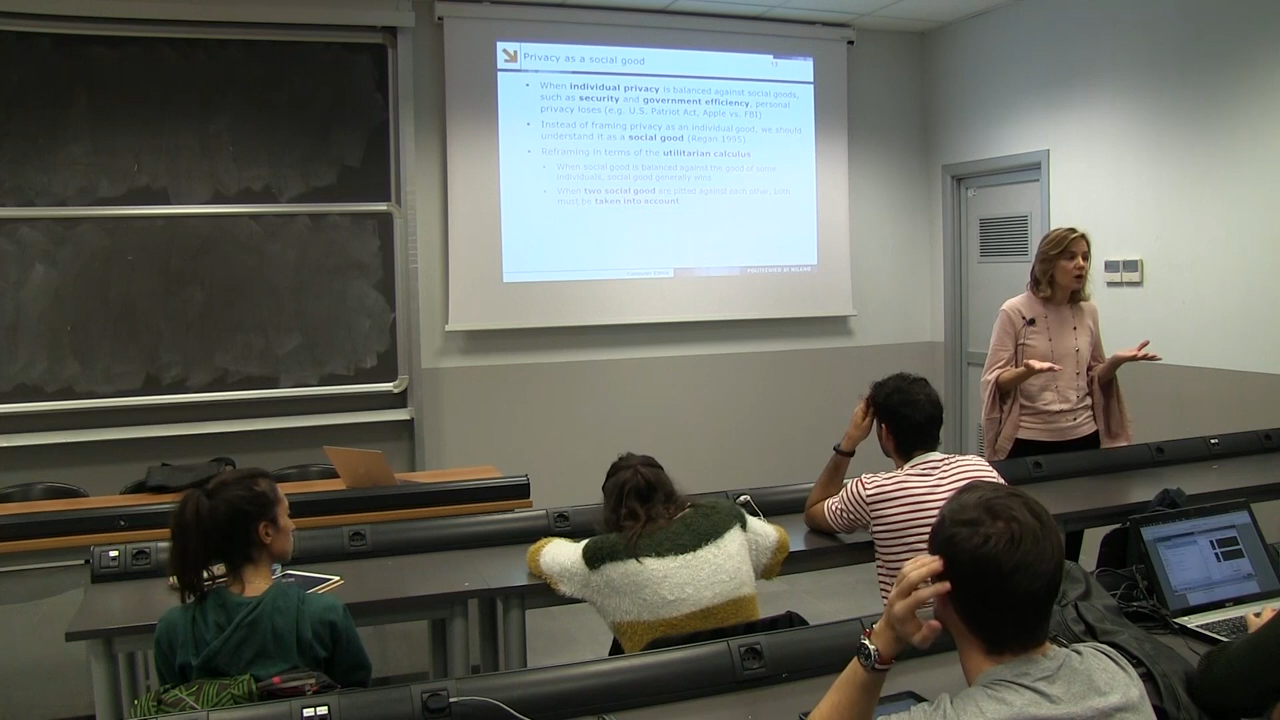 Privacy as a social good
13
When individual privacy is balanced against social goods,
such as security and government efficiency, personal
privacy loses (e.g. U.S. Patriot Act, Apple vs. FBI)
Instead of framing privacy as an individual good, we should
understand it as a social good (Regan 1995)
Reframing in terms of the utilitarian calculus
When social good is balanced against the good of some
individuals, social good generally wins
When two social good are pitted against each other, both
must be taken into account
Computer Ethics
POLITECNICO DI MILANO